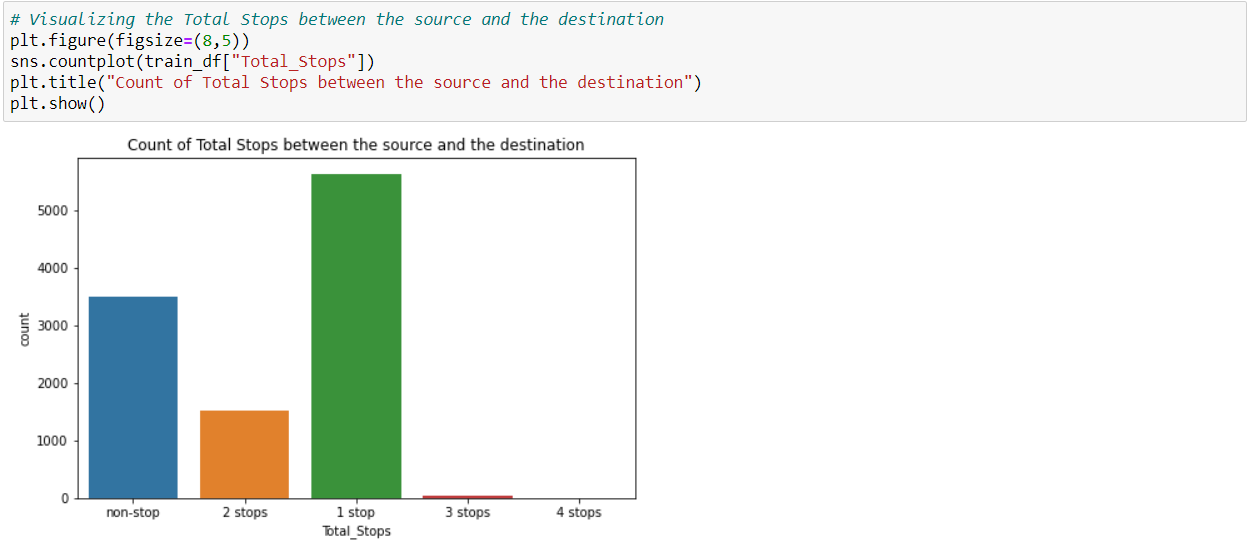 # Visualizing the Total Stops between the source and the destination
plt.figure(figsize=(8,5))
sns.countplot(train_df["Total_Stops"])
plt.title("Count of Total Stops between the source and the destination")
plt.show()
Count of Total Stops between the source and the destination
5000
4000
3000
2000
1000
0
count
non-stop 2 stops 1 stop 3 stops 4 stops
Total_Stops